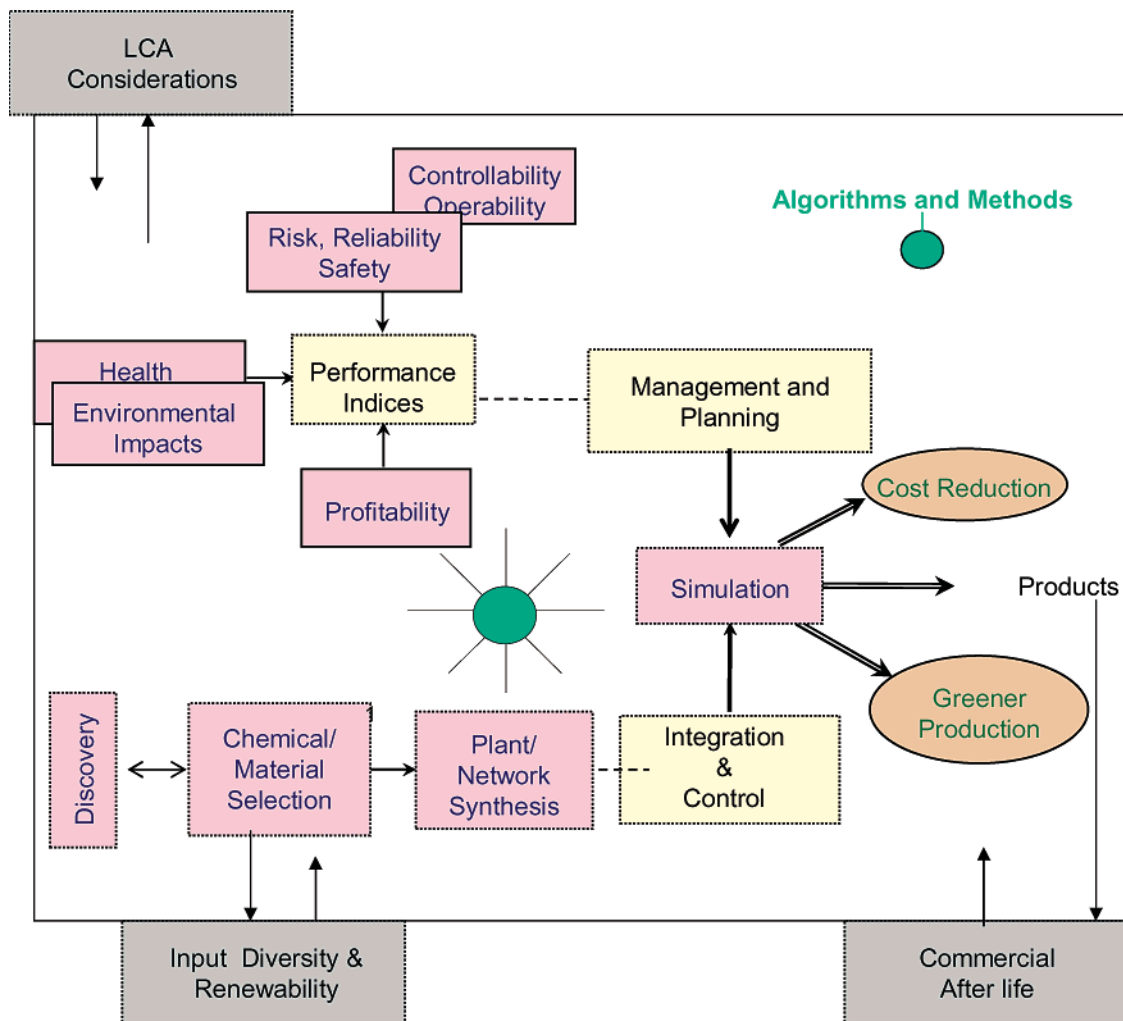 LCA
Considerations
Controllability
Operability
Algorithms and Methods
Risk, Reliability
Safety
Health
Environmental
Impacts
Performance
Indices
Management and
Planning
Profitability
Cost Reduction
Simulation
Products
Discovery
Chemical/
Material
Selection
Plant/
Network
Synthesis
Integration
&
Control
Greener
Production
Input Diversity &
Renewability
Commercial
After life